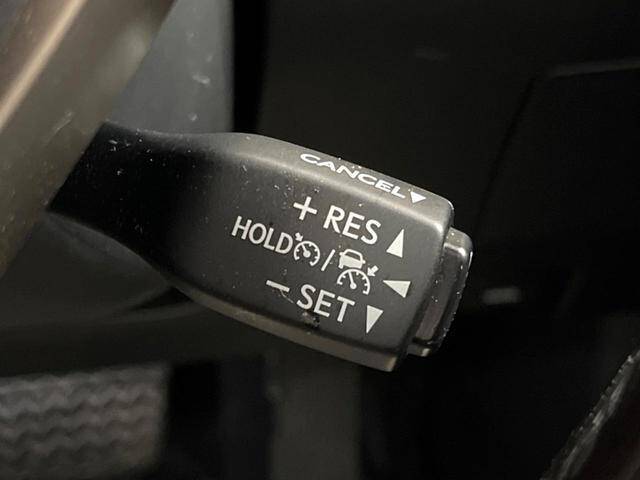 CANCEL
+ RES
HOLD /
− SET